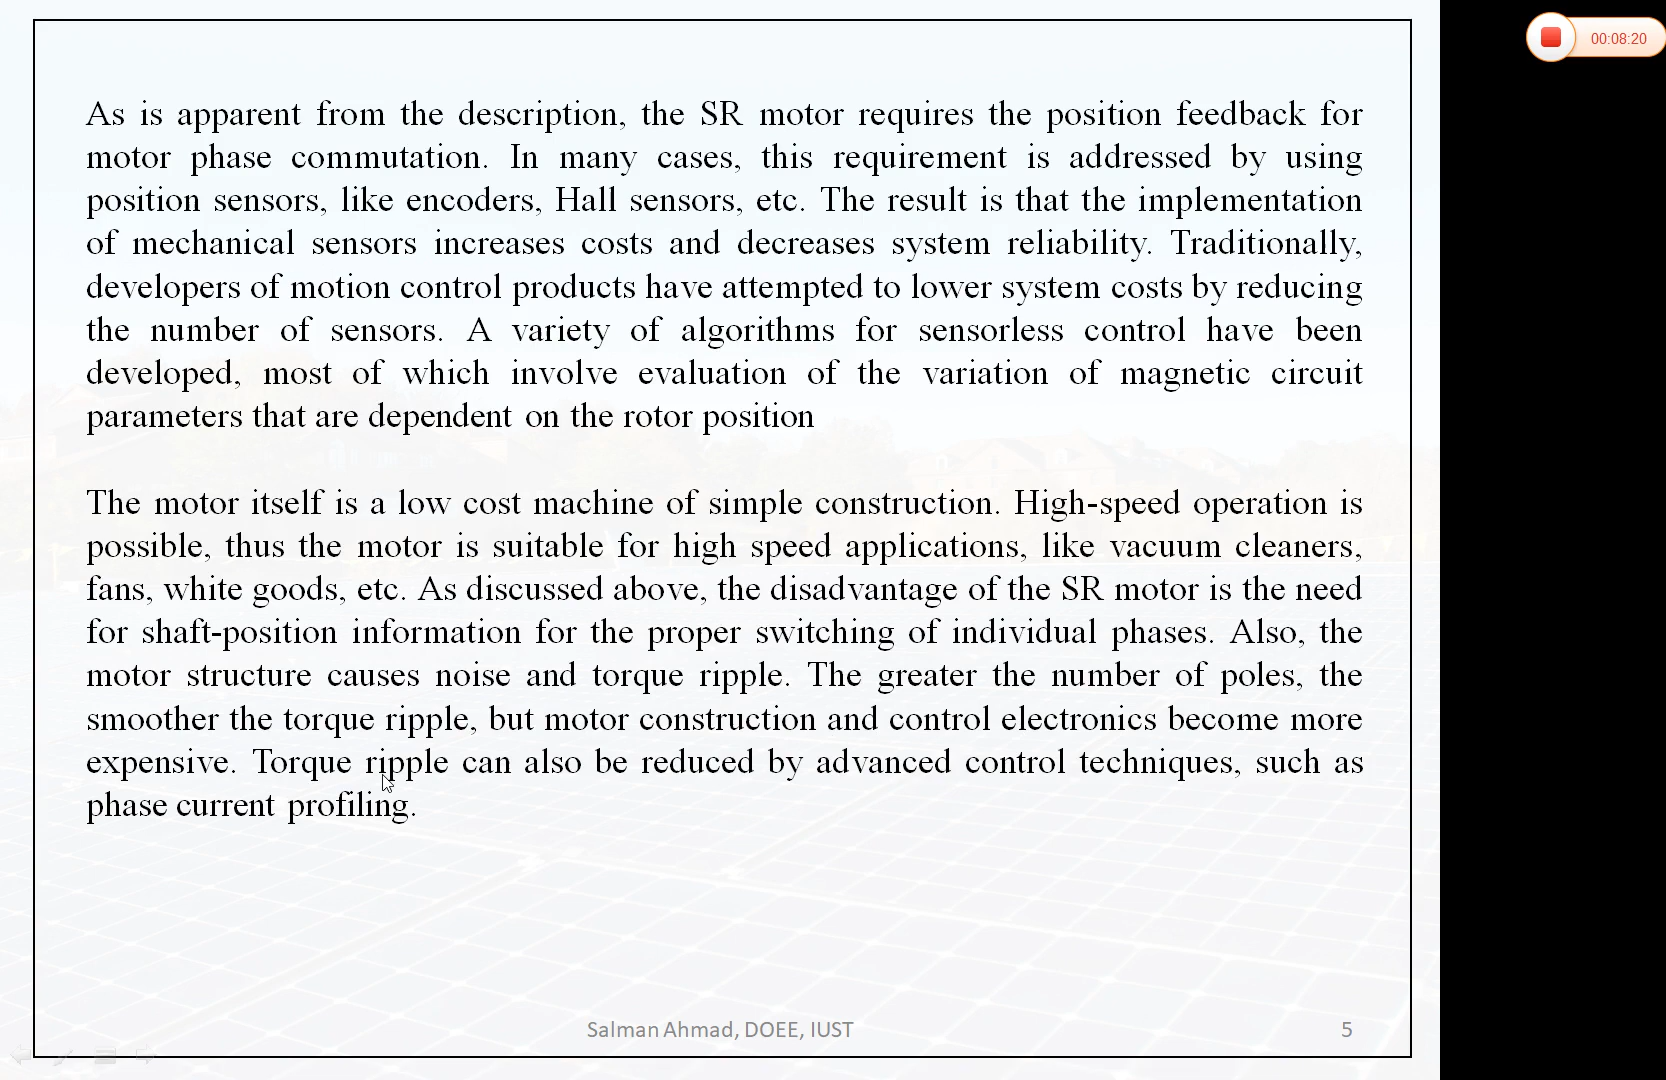 00:08:20
As is apparent from the description, the SR motor requires the position feedback for
motor phase commutation. In many cases, this requirement is addressed by using
position sensors, like encoders, Hall sensors, etc. The result is that the implementation
of mechanical sensors increases costs and decreases system reliability. Traditionally,
developers of motion control products have attempted to lower system costs by reducing
the number of sensors. A variety of algorithms for sensorless control have been
developed, most of which involve evaluation of the variation of magnetic circuit
parameters that are dependent on the rotor position
The motor itself is a low cost machine of simple construction. High-speed operation is
possible, thus the motor is suitable for high speed applications, like vacuum cleaners,
fans, white goods, etc. As discussed above, the disadvantage of the SR motor is the need
for shaft-position information for the proper switching of individual phases. Also, the
motor structure causes noise and torque ripple. The greater the number of poles, the
smoother the torque ripple, but motor construction and control electronics become more
expensive. Torque ripple can also be reduced by advanced control techniques, such as
phase current profiling.
Salman Ahmad, DOEE, IUST
5